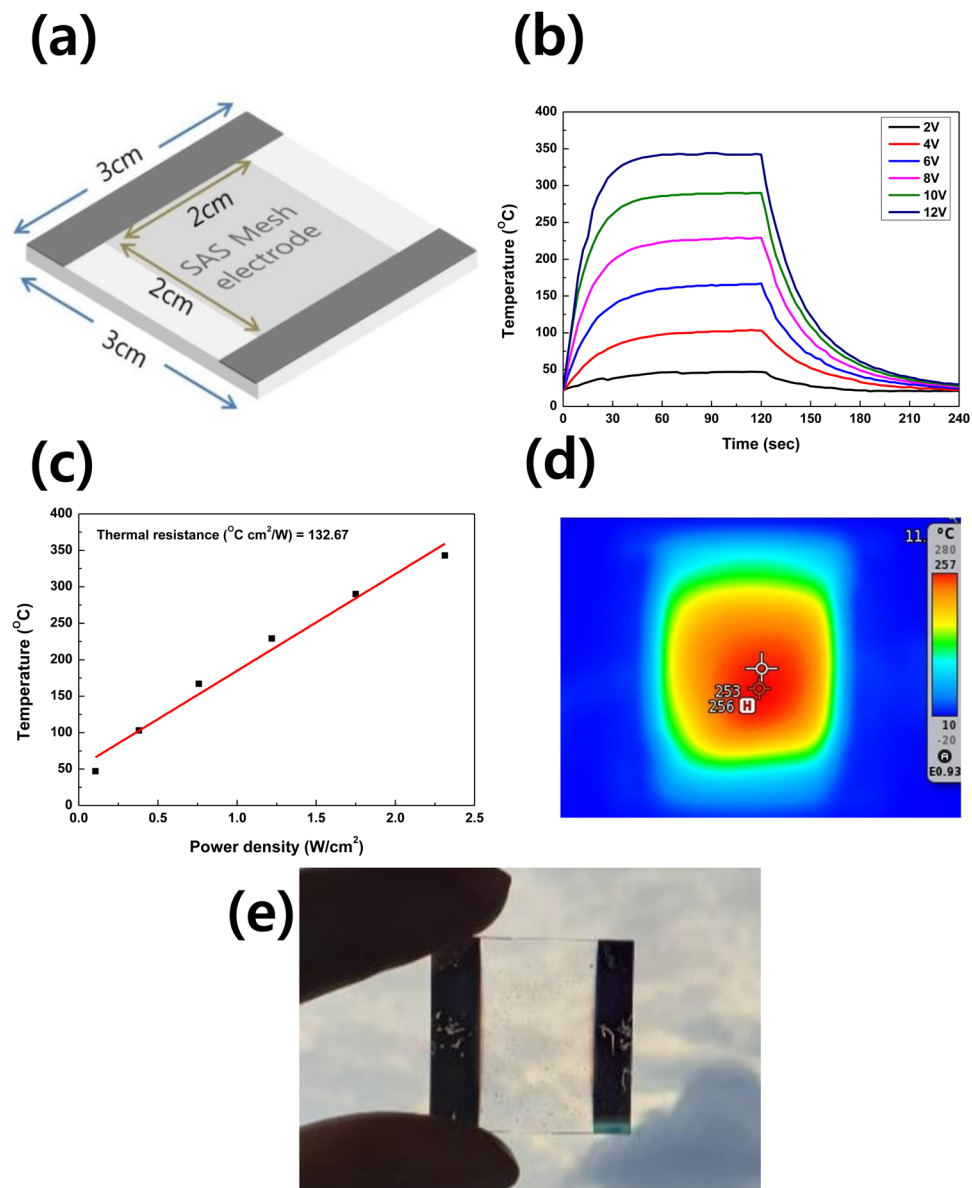 (a)
3cm
2cm
SAS Mesh
electrode
2cm
3cm
(b)
Temperature (°C)
400
350
300
250
200
150
100
50
0
0 30 60 90 120 150 180 210 240
Time (sec)
2V
4V
6V
8V
10V
12V
(c)
Temperature (°C)
400
350
300
250
200
150
100
50
0
Thermal resistance (°C cm²/W) = 132.67
0.0 0.5 1.0 1.5 2.0 2.5
Power density (W/cm²)
(d)
11.
°C
280
257
253
256 H
10
-20
A
E0.93
(e)